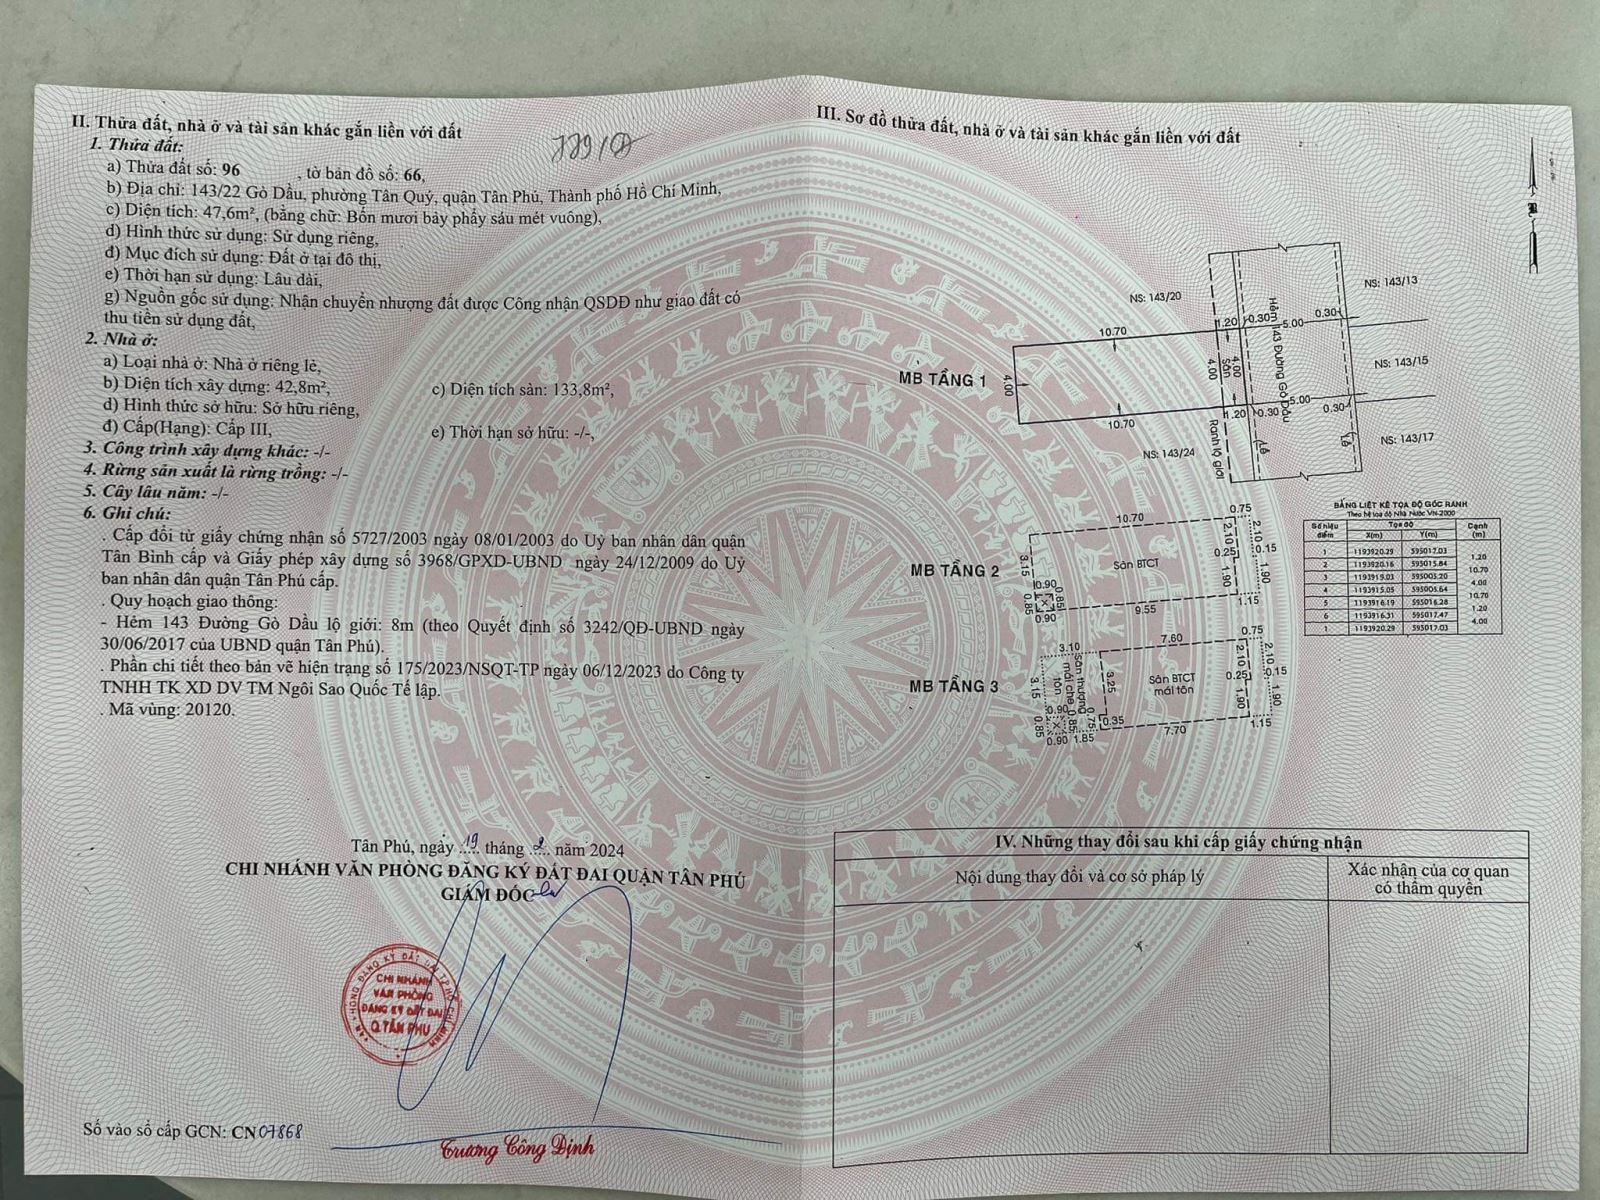 II. Thửa đất, nhà ở và tài sản khác gắn liền với đất
1. Thửa đất:
a) Thửa đất số: 96 , tờ bản đồ số: 66,
b) Địa chỉ: 143/22 Gò Dầu, phường Tân Quý, quận Tân Phú, Thành phố Hồ Chí Minh,
c) Diện tích: 47,6m², (bằng chữ: Bốn mươi bảy phẩy sáu mét vuông),
d) Hình thức sử dụng: Sử dụng riêng,
đ) Mục đích sử dụng: Đất ở tại đô thị,
e) Thời hạn sử dụng: Lâu dài,
g) Nguồn gốc sử dụng: Nhận chuyển nhượng đất được Công nhận QSDĐ như giao đất có
thu tiền sử dụng đất,
2. Nhà ở:
a) Loại nhà ở: Nhà ở riêng lẻ,
b) Diện tích xây dựng: 42,8m², c) Diện tích sàn: 133,8m²,
d) Hình thức sở hữu: Sở hữu riêng,
đ) Cấp(Hạng): Cấp III, e) Thời hạn sở hữu: -/-,
3. Công trình xây dựng khác: -/-
4. Rừng sản xuất là rừng trồng: -/-
5. Cây lâu năm: -/-
6. Ghi chú:
. Cấp đổi từ giấy chứng nhận số 5727/2003 ngày 08/01/2003 do Uỷ ban nhân dân quận
Tân Bình cấp và Giấy phép xây dựng số 3968/GPXD-UBND ngày 24/12/2009 do Uỷ
ban nhân dân quận Tân Phú cấp.
. Quy hoạch giao thông:
- Hẻm 143 Đường Gò Dầu lộ giới: 8m (theo Quyết định số 3242/QĐ-UBND ngày
30/06/2017 của UBND quận Tân Phú).
. Phần chi tiết theo bản vẽ hiện trạng số 175/2023/NSQT-TP ngày 06/12/2023 do Công ty
TNHH TK XD DV TM Ngôi Sao Quốc Tế lập.
. Mã vùng: 20120.
Tân Phú, ngày 19 tháng 2 năm 2024
CHI NHÁNH VĂN PHÒNG ĐĂNG KÝ ĐẤT ĐAI QUẬN TÂN PHÚ
GIÁM ĐỐC
CHI NHÁNH
VĂN PHÒNG
ĐĂNG KÝ ĐẤT ĐAI
Q.TÂN PHÚ
Trương Công Định
Số vào sổ cấp GCN: CN07868
III. Sơ đồ thửa đất, nhà ở và tài sản khác gắn liền với đất
NS: 143/20
NS: 143/13
MB TẦNG 1
10.70
1.20
0.30
5.00
0.30
4.00
4.00
Sân
4.00
Hẻm 143 Đường Gò Dầu
NS: 143/15
10.70
1.20
0.30
5.00
0.30
NS: 143/24
Ranh lộ giới
Lề
Lề
NS: 143/17
MB TẦNG 2
10.70
0.75
3.15
Sàn BTCT
2.10
2.10
0.25
0.15
1.90
1.90
0.90
0.85
0.85
X
0.90
9.55
1.15
MB TẦNG 3
3.10
7.60
0.75
3.15
Sân thượng
mái che
tôn
3.25
Sàn BTCT
mái tôn
2.10
2.10
0.25
0.15
1.90
1.90
0.90
0.85
0.85
0.75
0.35
X
0.90
1.85
7.70
1.15
BẢNG LIỆT KÊ TỌA ĐỘ GÓC RANH
Theo hệ tọa độ Nhà Nước VN-2000
Số hiệu điểm Tọa độ Cạnh (m)
X(m) Y(m)
1 1193920.29 595017.03
1.20
2 1193920.16 595015.84
10.70
3 1193919.03 595005.20
4.00
4 1193915.05 595005.64
10.70
5 1193916.19 595016.28
1.20
6 1193916.31 595017.47
4.00
1 1193920.29 595017.03
IV. Những thay đổi sau khi cấp giấy chứng nhận
Nội dung thay đổi và cơ sở pháp lý
Xác nhận của cơ quan
có thẩm quyền